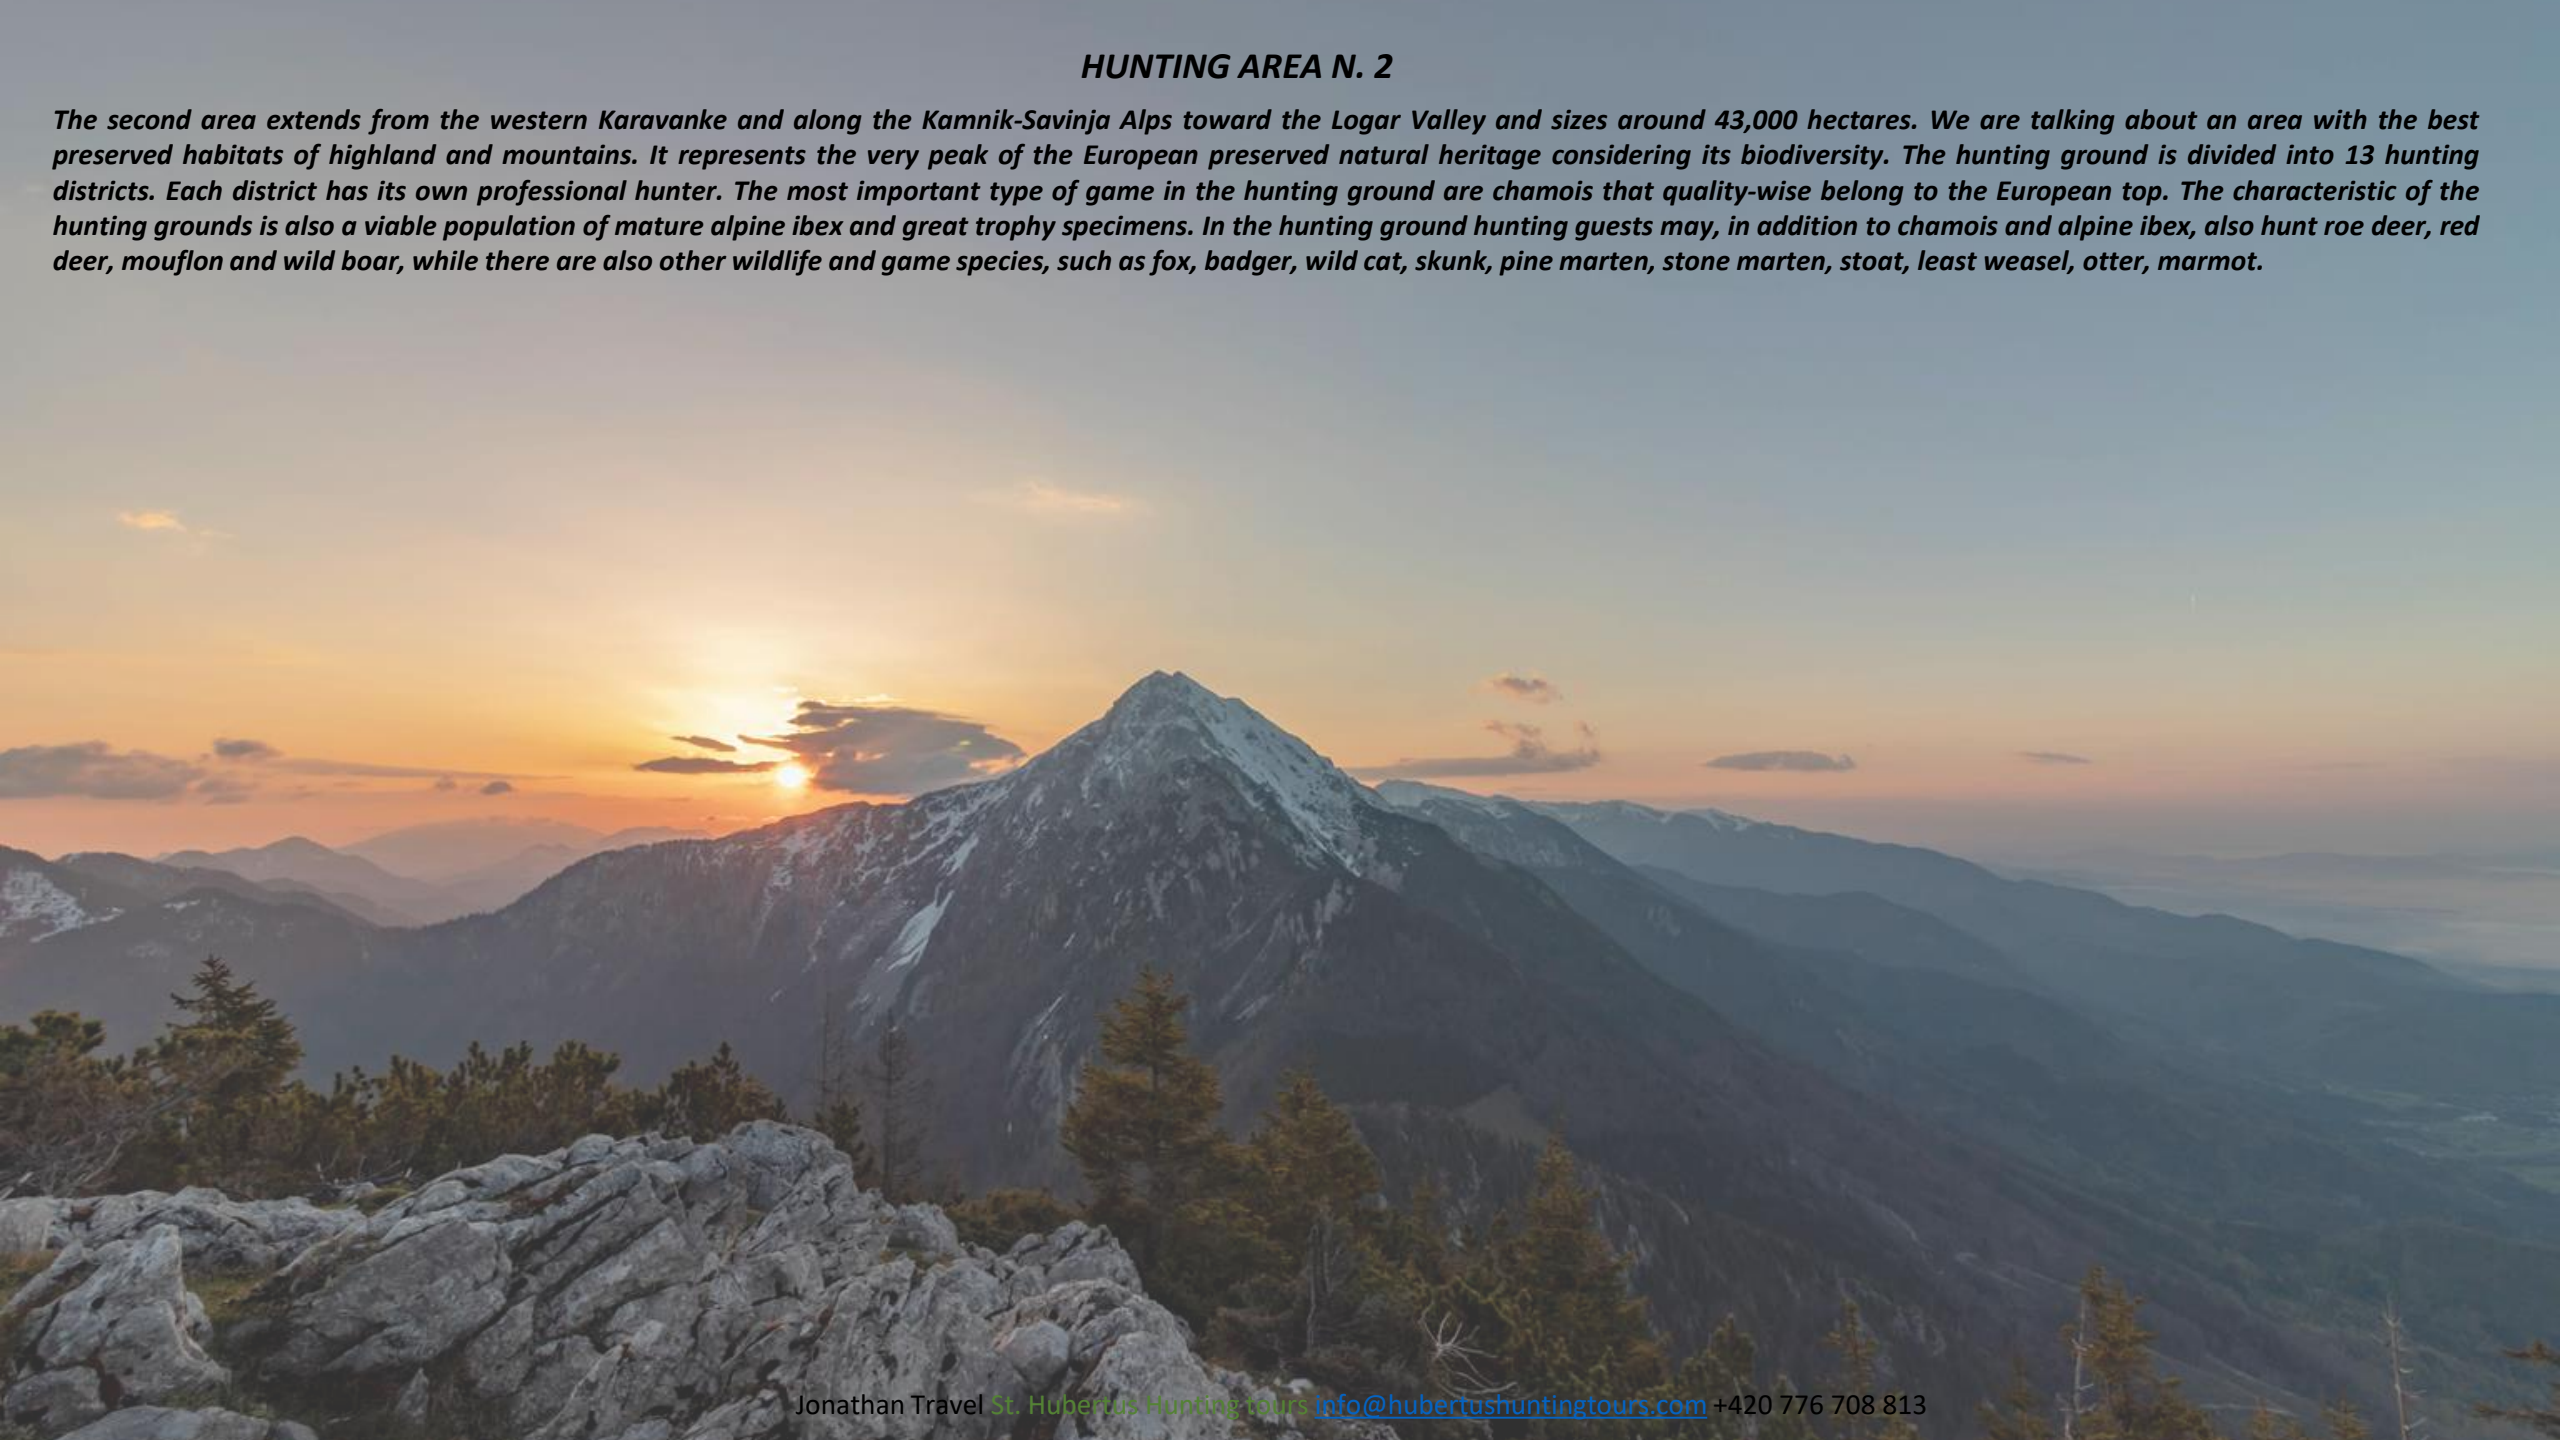 HUNTING AREA N. 2
The second area extends from the western Karavanke and along the Kamnik-Savinja Alps toward the Logar Valley and sizes around 43,000 hectares. We are talking about an area with the best
preserved habitats of highland and mountains. It represents the very peak of the European preserved natural heritage considering its biodiversity. The hunting ground is divided into 13 hunting
districts. Each district has its own professional hunter. The most important type of game in the hunting ground are chamois that quality-wise belong to the European top. The characteristic of the
hunting grounds is also a viable population of mature alpine ibex and great trophy specimens. In the hunting ground hunting guests may, in addition to chamois and alpine ibex, also hunt roe deer, red
deer, mouflon and wild boar, while there are also other wildlife and game species, such as fox, badger, wild cat, skunk, pine marten, stone marten, stoat, least weasel, otter, marmot.
Jonathan Travel St. Hubertus Hunting tours info@hubertushuntingtours.com +420 776 708 813